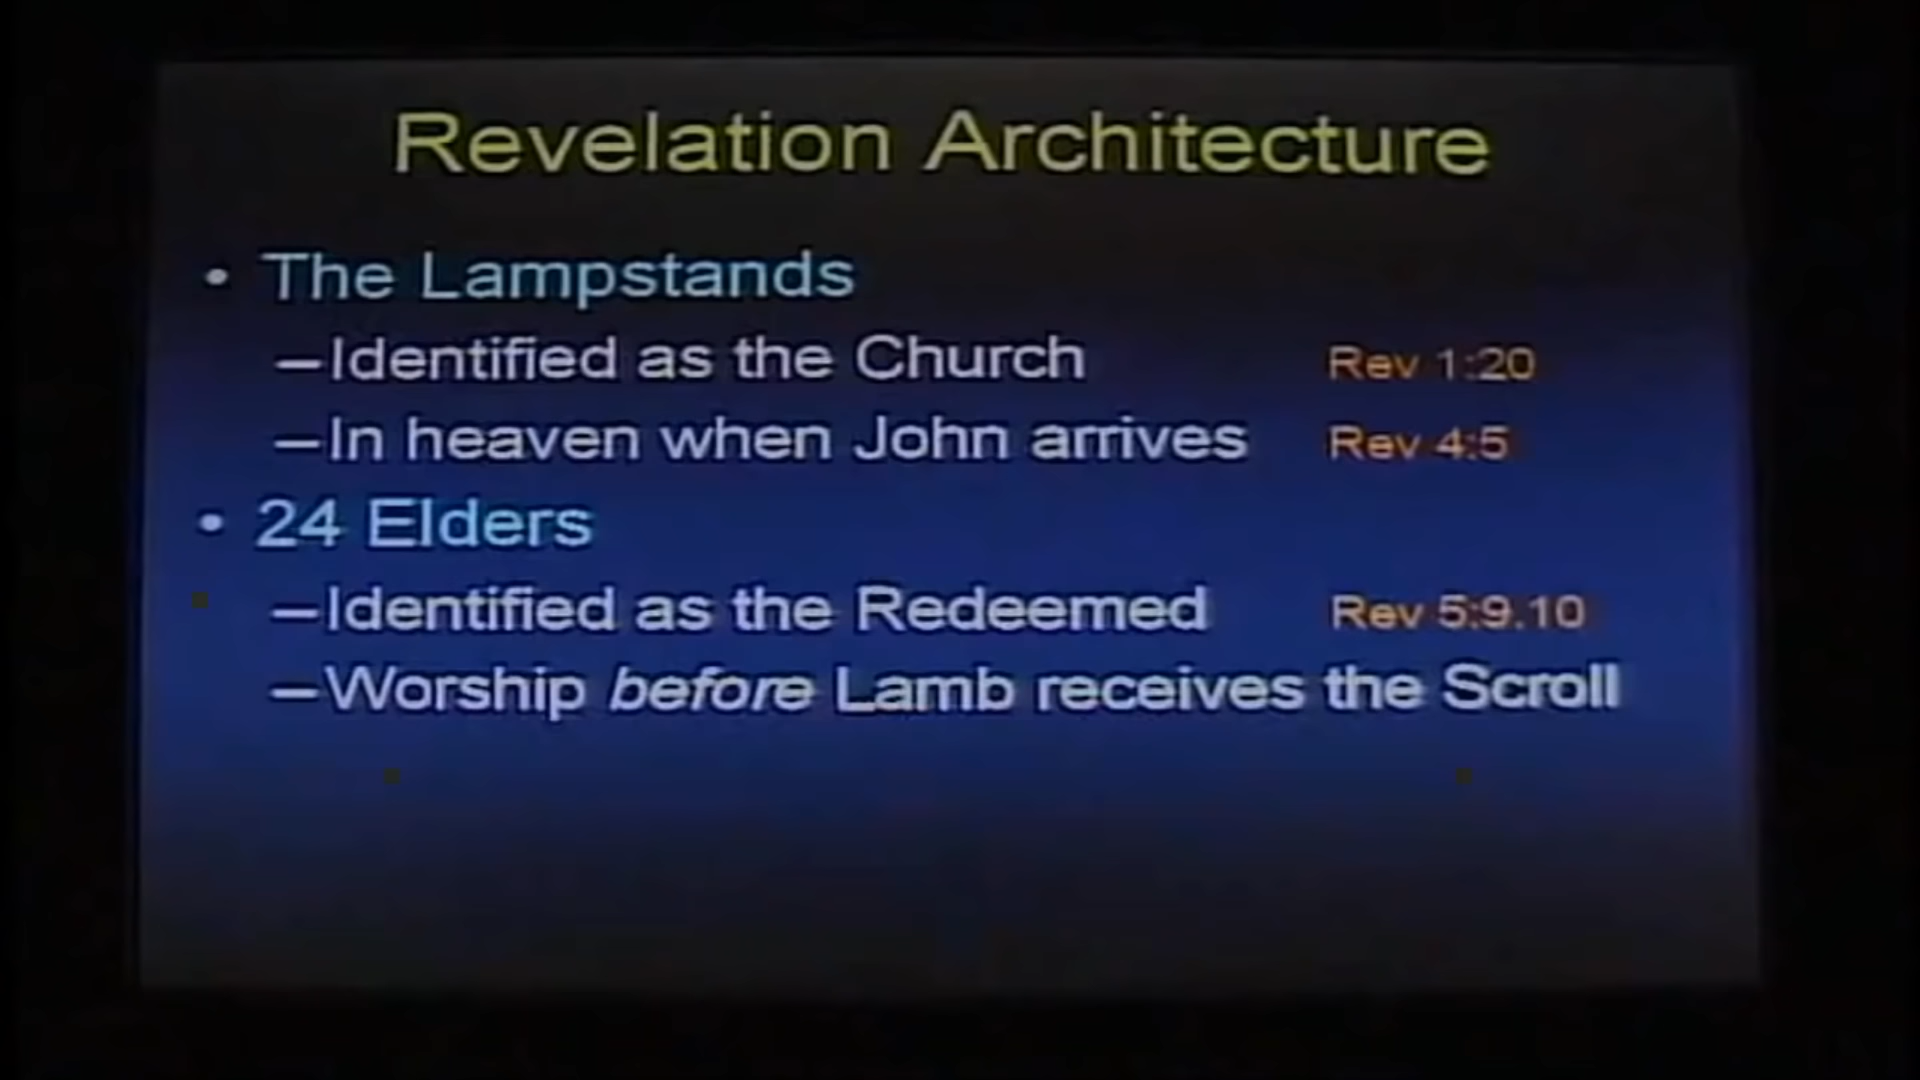 Revelation Architecture
• The Lampstands
–Identified as the Church Rev 1:20
–In heaven when John arrives Rev 4:5
• 24 Elders
–Identified as the Redeemed Rev 5:9.10
–Worship before Lamb receives the Scroll